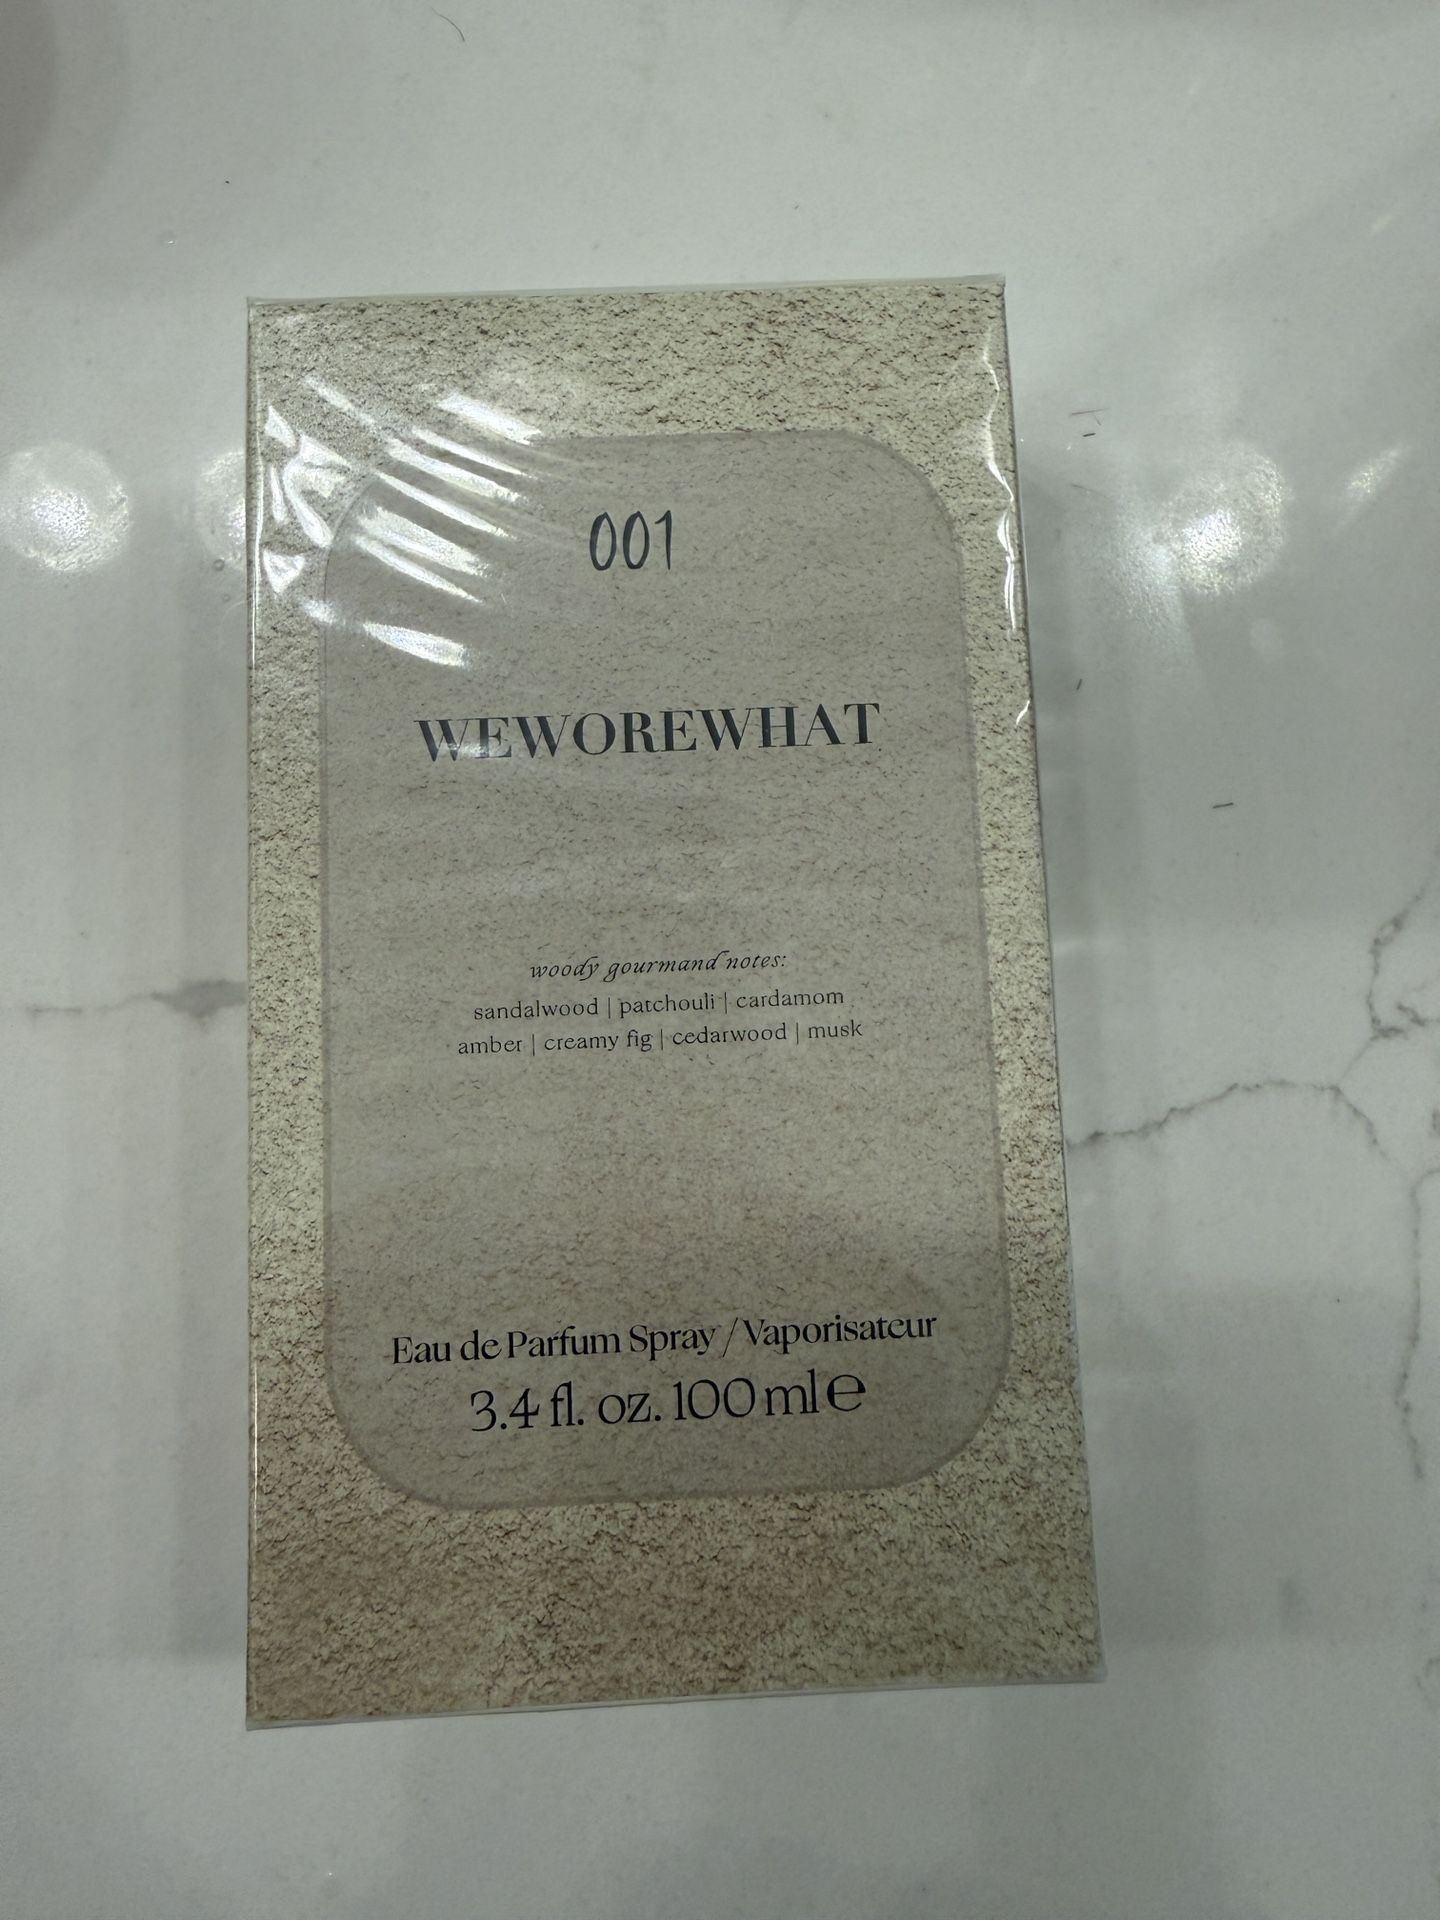 001
WEWOREWHAT
woody gourmand notes:
sandalwood | patchouli | cardamom
amber | creamy fig | cedarwood | musk
Eau de Parfum Spray / Vaporisateur
3.4 fl. oz. 100 ml ℮